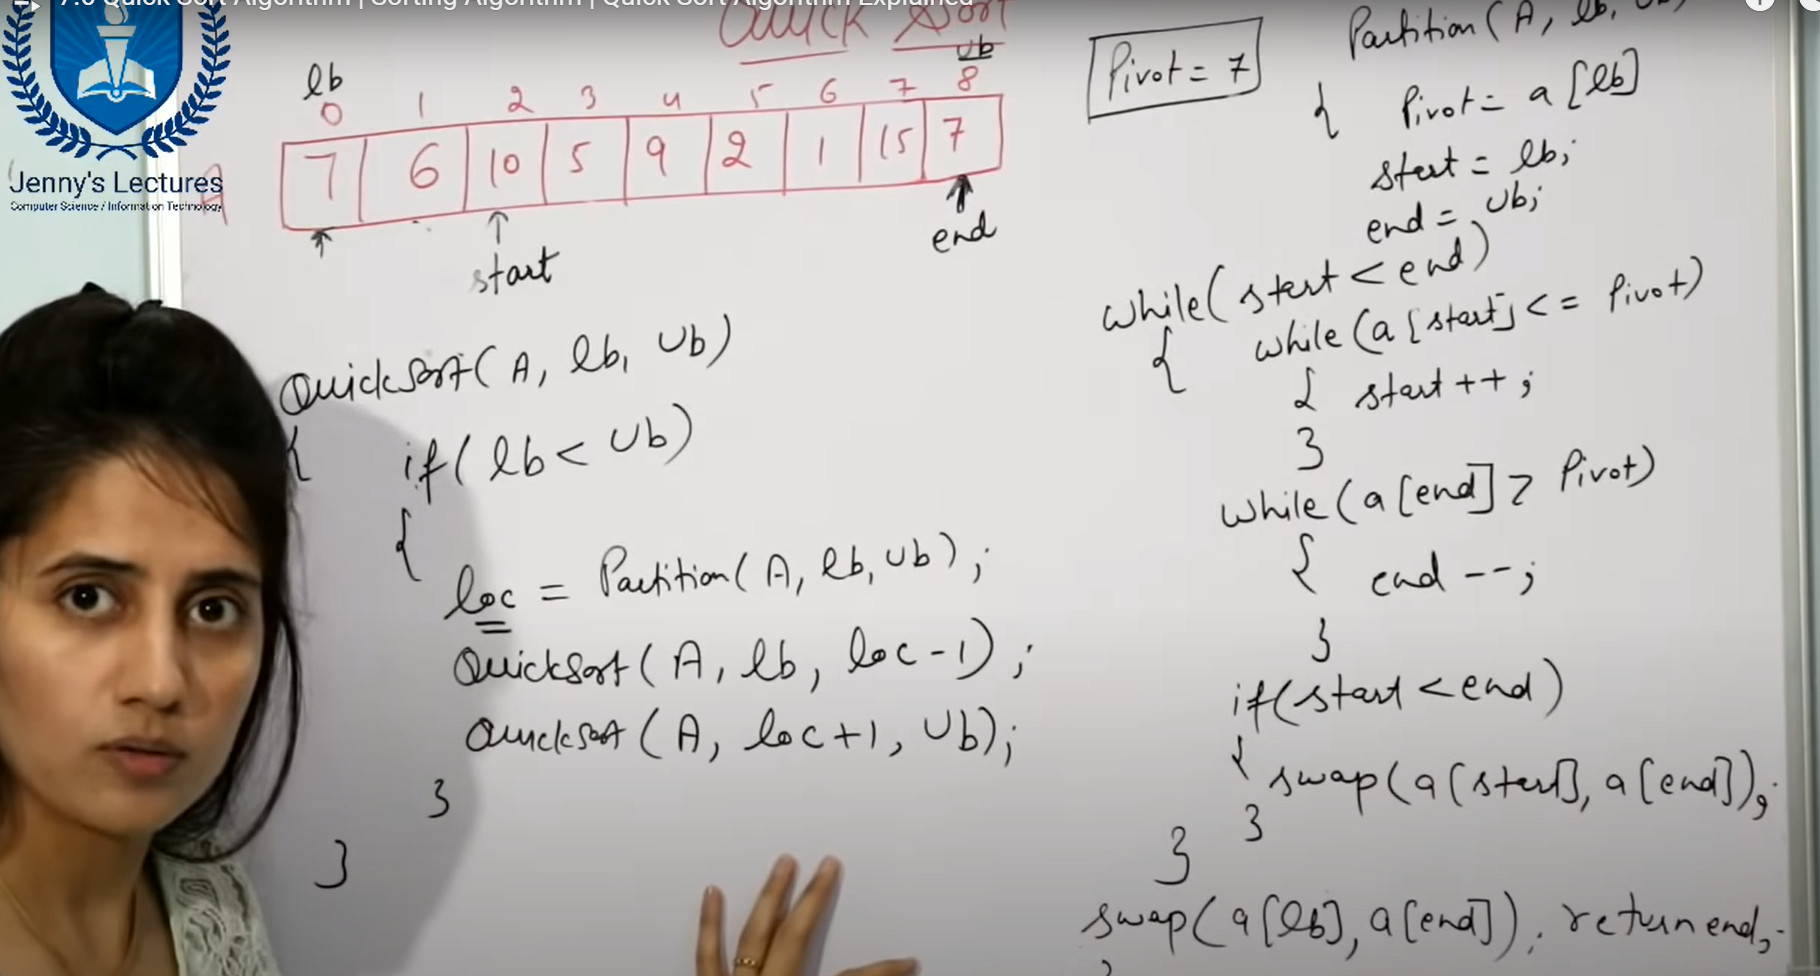 7.6 Quick Sort Algorithm | Sorting Algorithm | Quick Sort Algorithm Explained
Quick Sort
Jenny's Lectures
Computer Science / Information Technology
lb ub
0 1 2 3 4 5 6 7 8
A 7 6 10 5 9 2 1 15 7
start end
QuickSort(A, lb, Ub)
{ if(lb < Ub)
{
loc = Partition(A, lb, Ub);
QuickSort(A, lb, loc-1);
QuickSort(A, loc+1, Ub);
}
}
Pivot = 7
Partition(A, lb, Ub)
{ Pivot = a[lb]
start = lb;
end = Ub;
while(start < end)
{ while(a[start] <= Pivot)
{ start++;
}
while(a[end] > Pivot)
{ end--;
}
if(start < end)
{ swap(a[start], a[end]);
}
}
swap(a[lb], a[end]); return end;
}